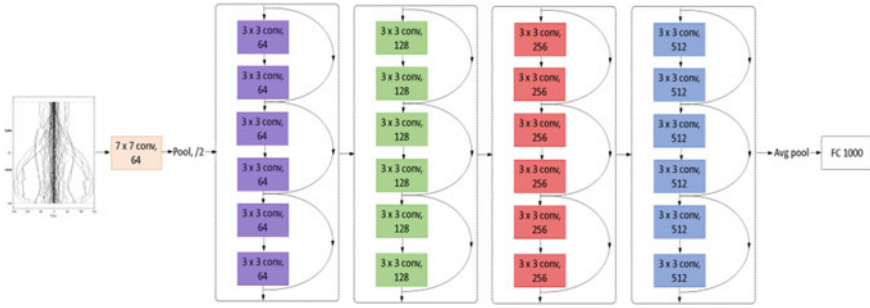 7 x 7 conv,
64
Pool, /2
3 x 3 conv,
64
3 x 3 conv,
64
3 x 3 conv,
64
3 x 3 conv,
64
3 x 3 conv,
64
3 x 3 conv,
64
3 x 3 conv,
128
3 x 3 conv,
128
3 x 3 conv,
128
3 x 3 conv,
128
3 x 3 conv,
128
3 x 3 conv,
128
3 x 3 conv,
256
3 x 3 conv,
256
3 x 3 conv,
256
3 x 3 conv,
256
3 x 3 conv,
256
3 x 3 conv,
256
3 x 3 conv,
512
3 x 3 conv,
512
3 x 3 conv,
512
3 x 3 conv,
512
3 x 3 conv,
512
3 x 3 conv,
512
Avg pool
FC 1000